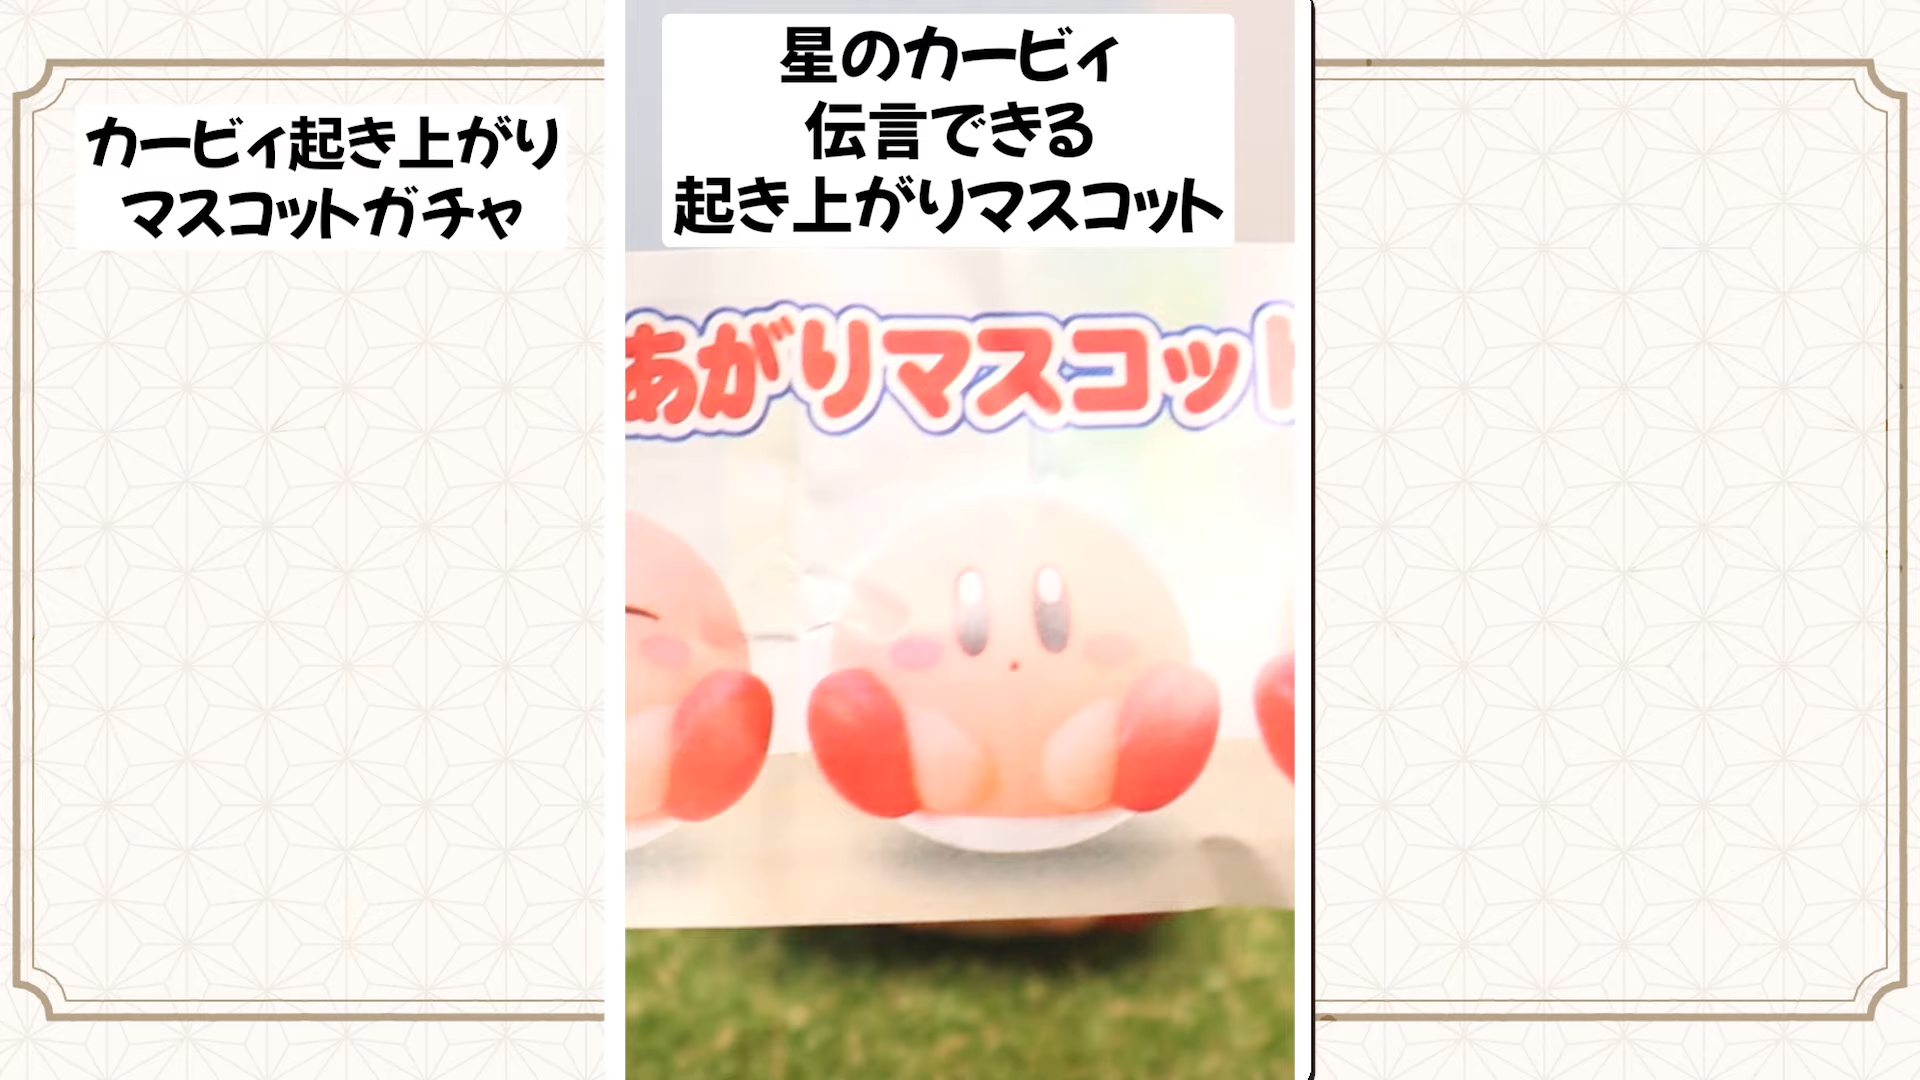 カービィ起き上がり
マスコットガチャ
星のカービィ
伝言できる
起き上がりマスコット
あがりマスコット